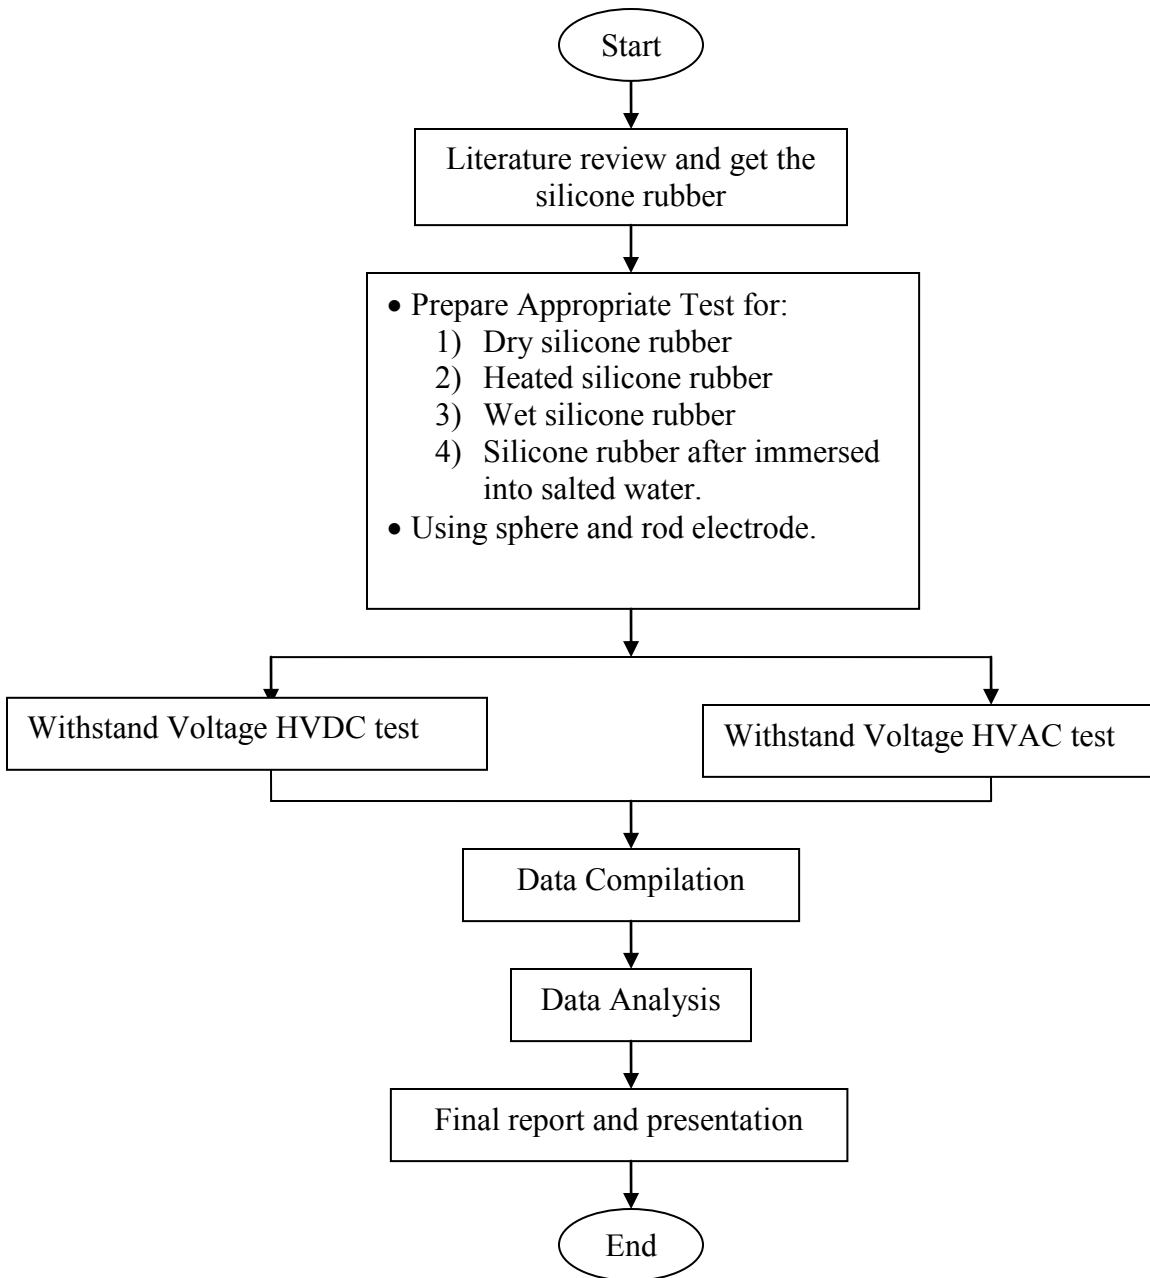 Start
Literature review and get the
silicone rubber
• Prepare Appropriate Test for:
1) Dry silicone rubber
2) Heated silicone rubber
3) Wet silicone rubber
4) Silicone rubber after immersed
into salted water.
• Using sphere and rod electrode.
Withstand Voltage HVDC test
Withstand Voltage HVAC test
Data Compilation
Data Analysis
Final report and presentation
End